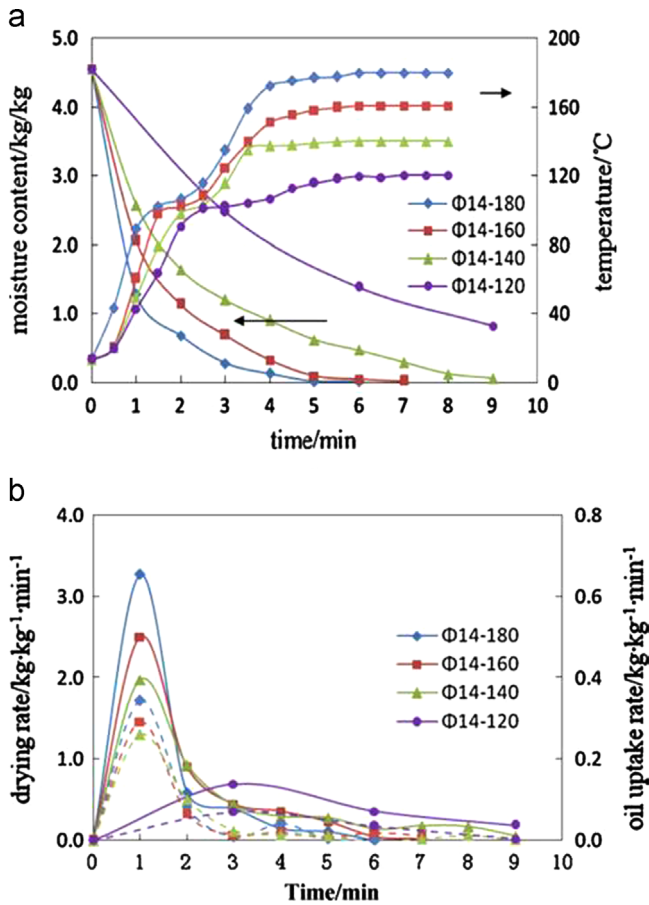 a
moisture content/kg/kg
5.0
4.0
3.0
2.0
1.0
0.0
200
160
120
80
40
0
temperature/℃
Φ14-180
Φ14-160
Φ14-140
Φ14-120
0 1 2 3 4 5 6 7 8 9 10
time/min
b
drying rate/kg·kg⁻¹·min⁻¹
4.0
3.0
2.0
1.0
0.0
0.8
0.6
0.4
0.2
0.0
oil uptake rate/kg·kg⁻¹·min⁻¹
Φ14-180
Φ14-160
Φ14-140
Φ14-120
0 1 2 3 4 5 6 7 8 9 10
Time/min